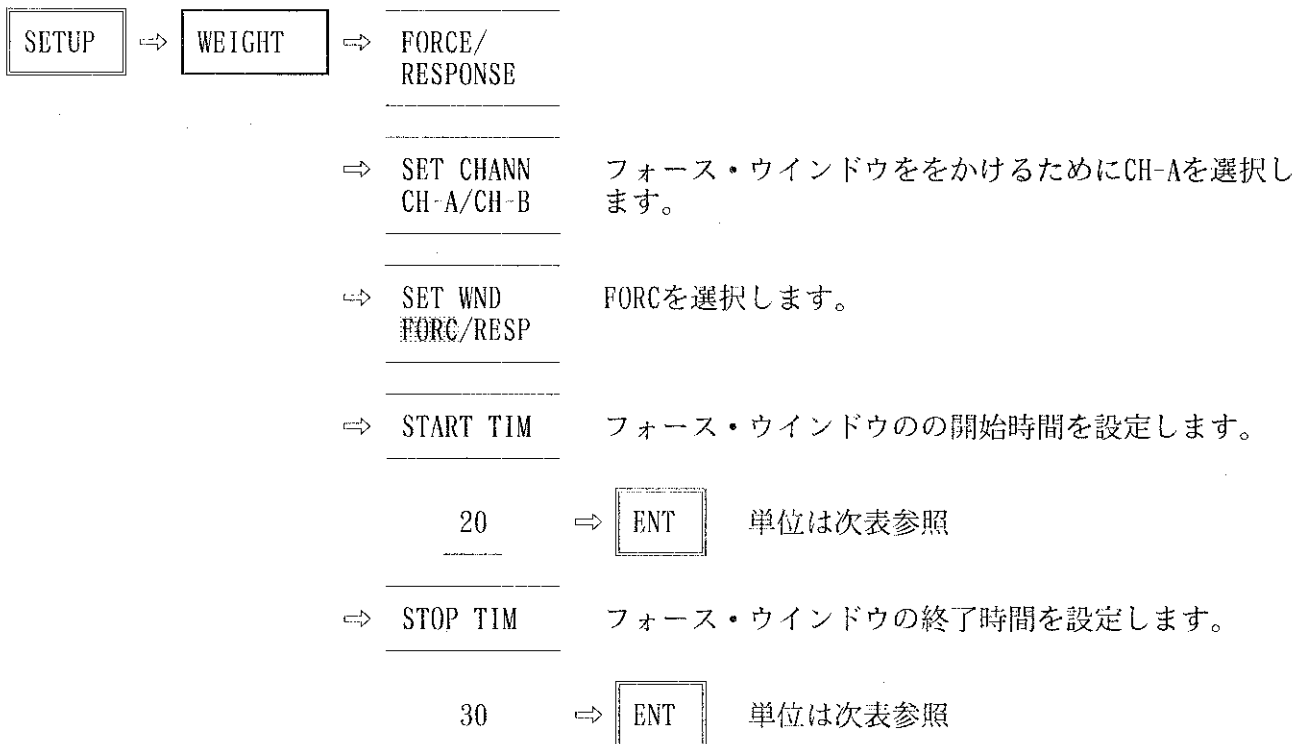 SETUP ⇨ WEIGHT ⇨ FORCE/
RESPONSE
⇨ SET CHANN フォース・ウインドウををかけるためにCH-Aを選択し
CH-A/CH-B ます。
⇨ SET WND FORCを選択します。
FORC/RESP
⇨ START TIM フォース・ウインドウのの開始時間を設定します。
20 ⇨ ENT 単位は次表参照
⇨ STOP TIM フォース・ウインドウの終了時間を設定します。
30 ⇨ ENT 単位は次表参照